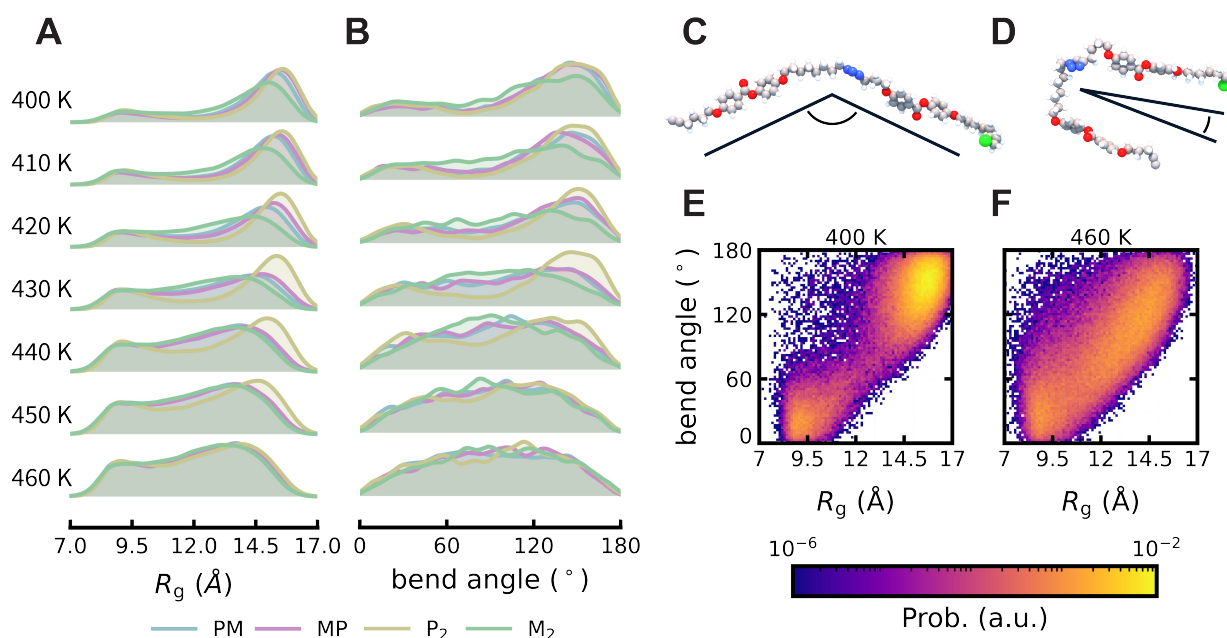 A
B
C
D
400 K
410 K
420 K
430 K
440 K
450 K
460 K
7.0 9.5 12.0 14.5 17.0
R_g (Å)
0 60 120 180
bend angle (°)
E
F
400 K
460 K
180
120
60
0
bend angle (°)
7 9.5 12 14.5 17
R_g (Å)
7 9.5 12 14.5 17
R_g (Å)
10^-6
10^-2
Prob. (a.u.)
PM MP P₂ M₂